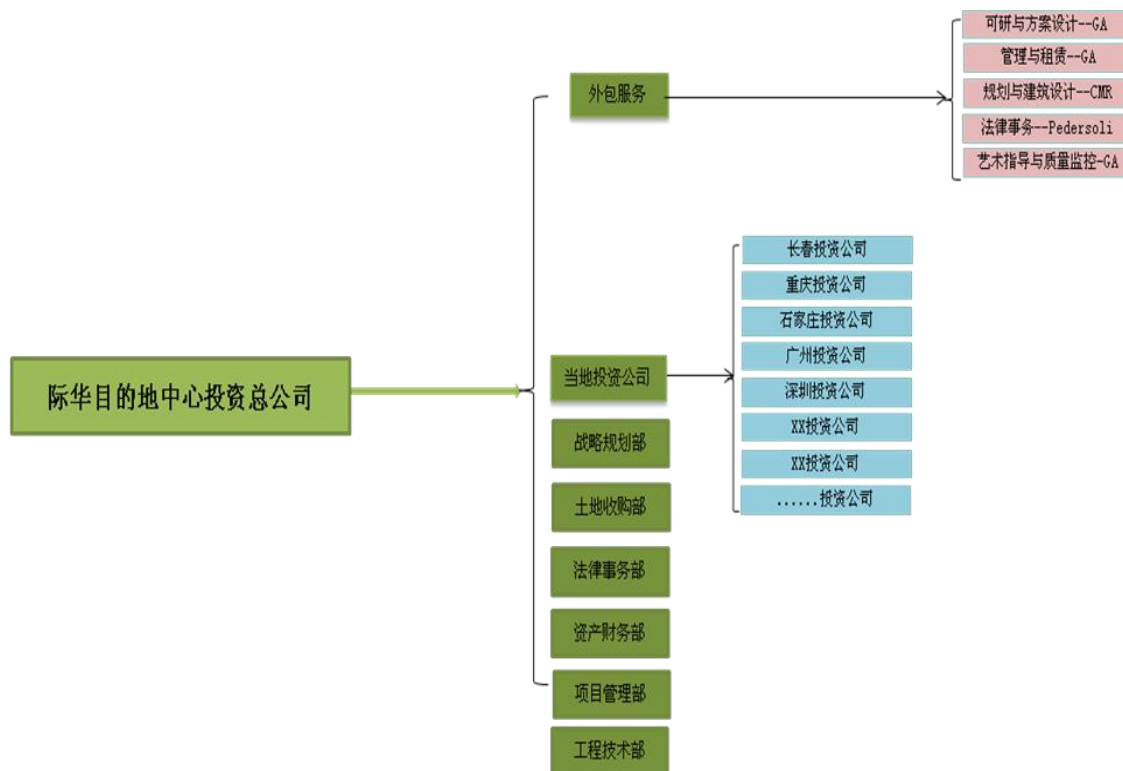 际华目的地中心投资总公司
外包服务
可研与方案设计--GA
管理与租赁--GA
规划与建筑设计--CMR
法律事务--Pedersoli
艺术指导与质量监控-GA
当地投资公司
长春投资公司
重庆投资公司
石家庄投资公司
广州投资公司
深圳投资公司
XX投资公司
XX投资公司
......投资公司
战略规划部
土地收购部
法律事务部
资产财务部
项目管理部
工程技术部